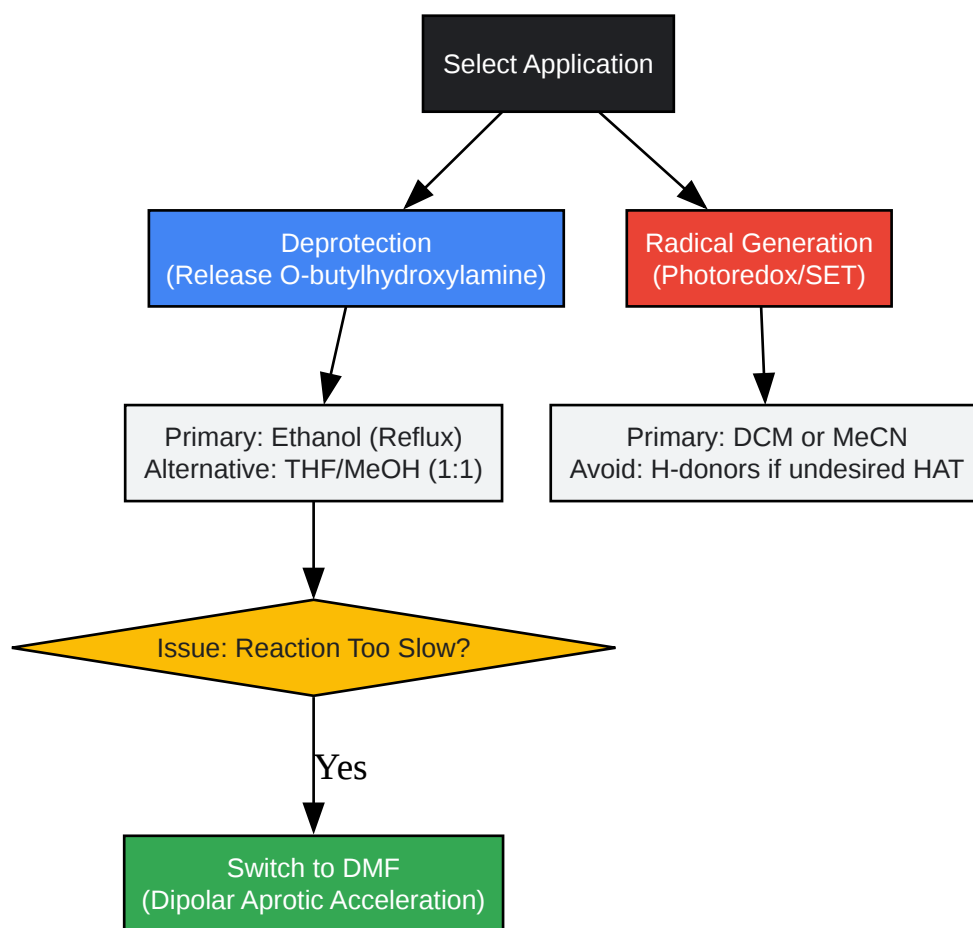 Select Application
Deprotection
(Release O-butylhydroxylamine)
Radical Generation
(Photoredox/SET)
Primary: Ethanol (Reflux)
Alternative: THF/MeOH (1:1)
Primary: DCM or MeCN
Avoid: H-donors if undesired HAT
Issue: Reaction Too Slow?
Yes
Switch to DMF
(Dipolar Aprotic Acceleration)